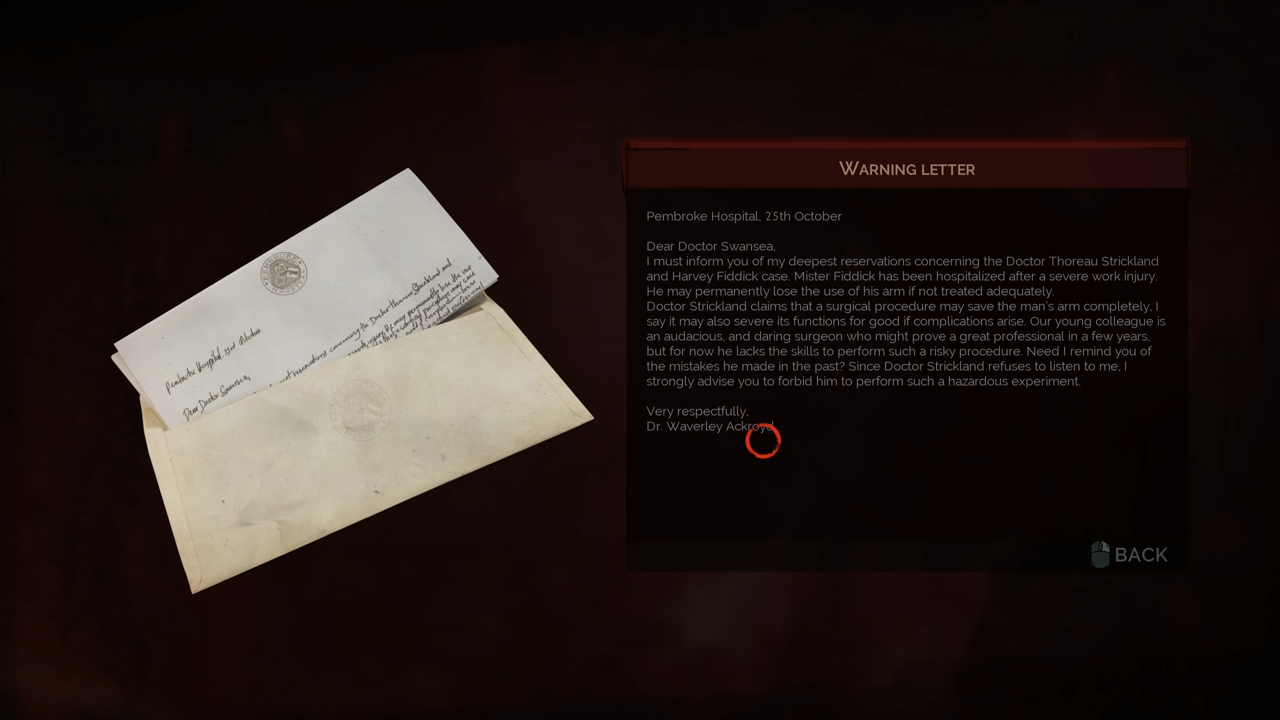 WARNING LETTER
Pembroke Hospital, 25th October
Dear Doctor Swansea,
I must inform you of my deepest reservations concerning the Doctor Thoreau Strickland
and Harvey Fiddick case. Mister Fiddick has been hospitalized after a severe work injury.
He may permanently lose the use of his arm if not treated adequately.
Doctor Strickland claims that a surgical procedure may save the man's arm completely, I
say it may also sever its functions for good if complications arise. Our young colleague is
an audacious, and daring surgeon who might prove a great professional in a few years,
but for now he lacks the skills to perform such a risky procedure. Need I remind you of
the mistakes he made in the past? Since Doctor Strickland refuses to listen to me, I
strongly advise you to forbid him to perform such a hazardous experiment.
Very respectfully,
Dr. Waverley Ackroyd
BACK
Dear Doctor Swansea,